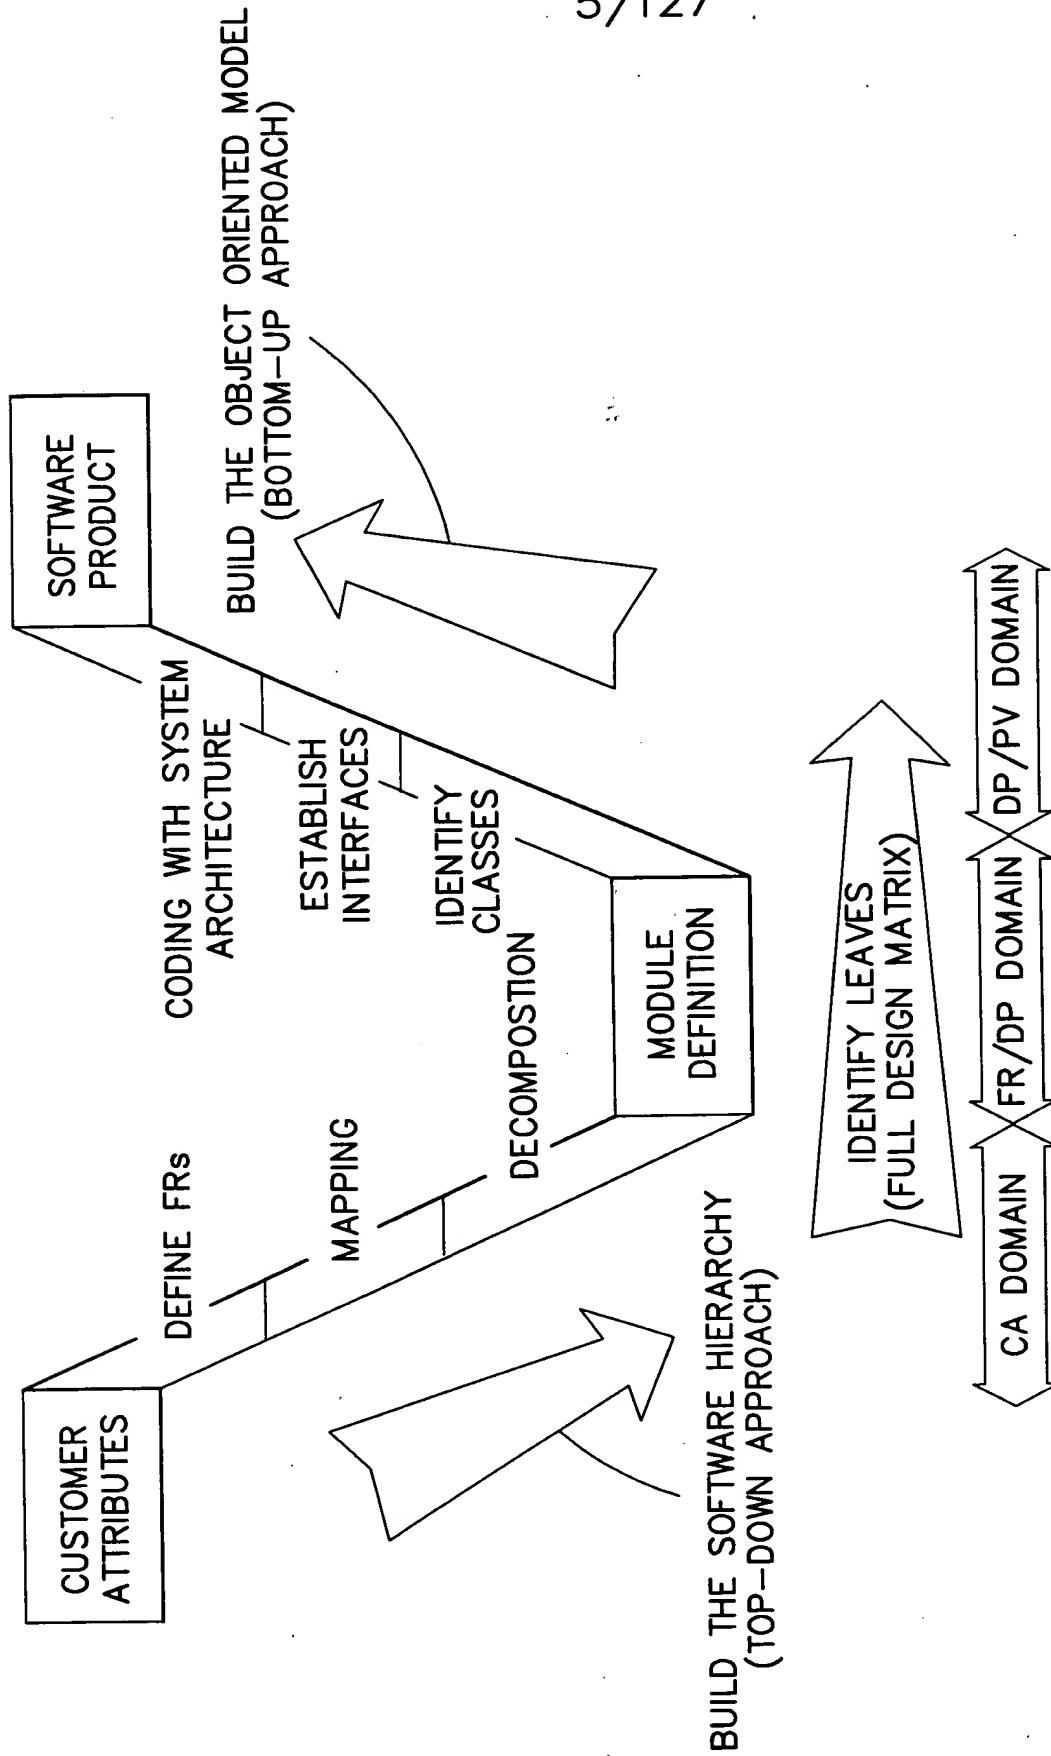 5/127
CUSTOMER
ATTRIBUTES
DEFINE FRs
MAPPING
DECOMPOSTION
MODULE
DEFINITION
IDENTIFY
CLASSES
ESTABLISH
INTERFACES
CODING WITH SYSTEM
ARCHITECTURE
SOFTWARE
PRODUCT
BUILD THE SOFTWARE HIERARCHY
(TOP-DOWN APPROACH)
BUILD THE OBJECT ORIENTED MODEL
(BOTTOM-UP APPROACH)
IDENTIFY LEAVES
(FULL DESIGN MATRIX)
CA DOMAIN
FR/DP DOMAIN
DP/PV DOMAIN